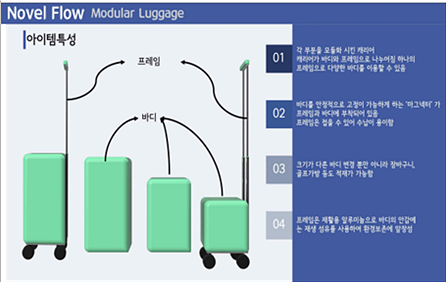 Novel Flow Modular Luggage
아이템특성
프레임
바디
01
각 부분을 모듈화 시킨 캐리어
캐리어가 바디와 프레임으로 나누어짐 하나의
프레임으로 다양한 바디를 이용할 수 있음
02
바디를 안정적으로 고정이 가능하게 하는 '마그네틱' 가
프레임과 바디에 부착되어 있음
프레임은 접을 수 있어 수납이 용이함
03
크기가 다른 바디 변경 뿐만 아니라 장바구니,
골프가방 등도 적재가 가능함
04
프레임은 재활용 알루미늄으로 바디의 안감에
는 재생 섬유를 사용하여 환경보존에 앞장섬